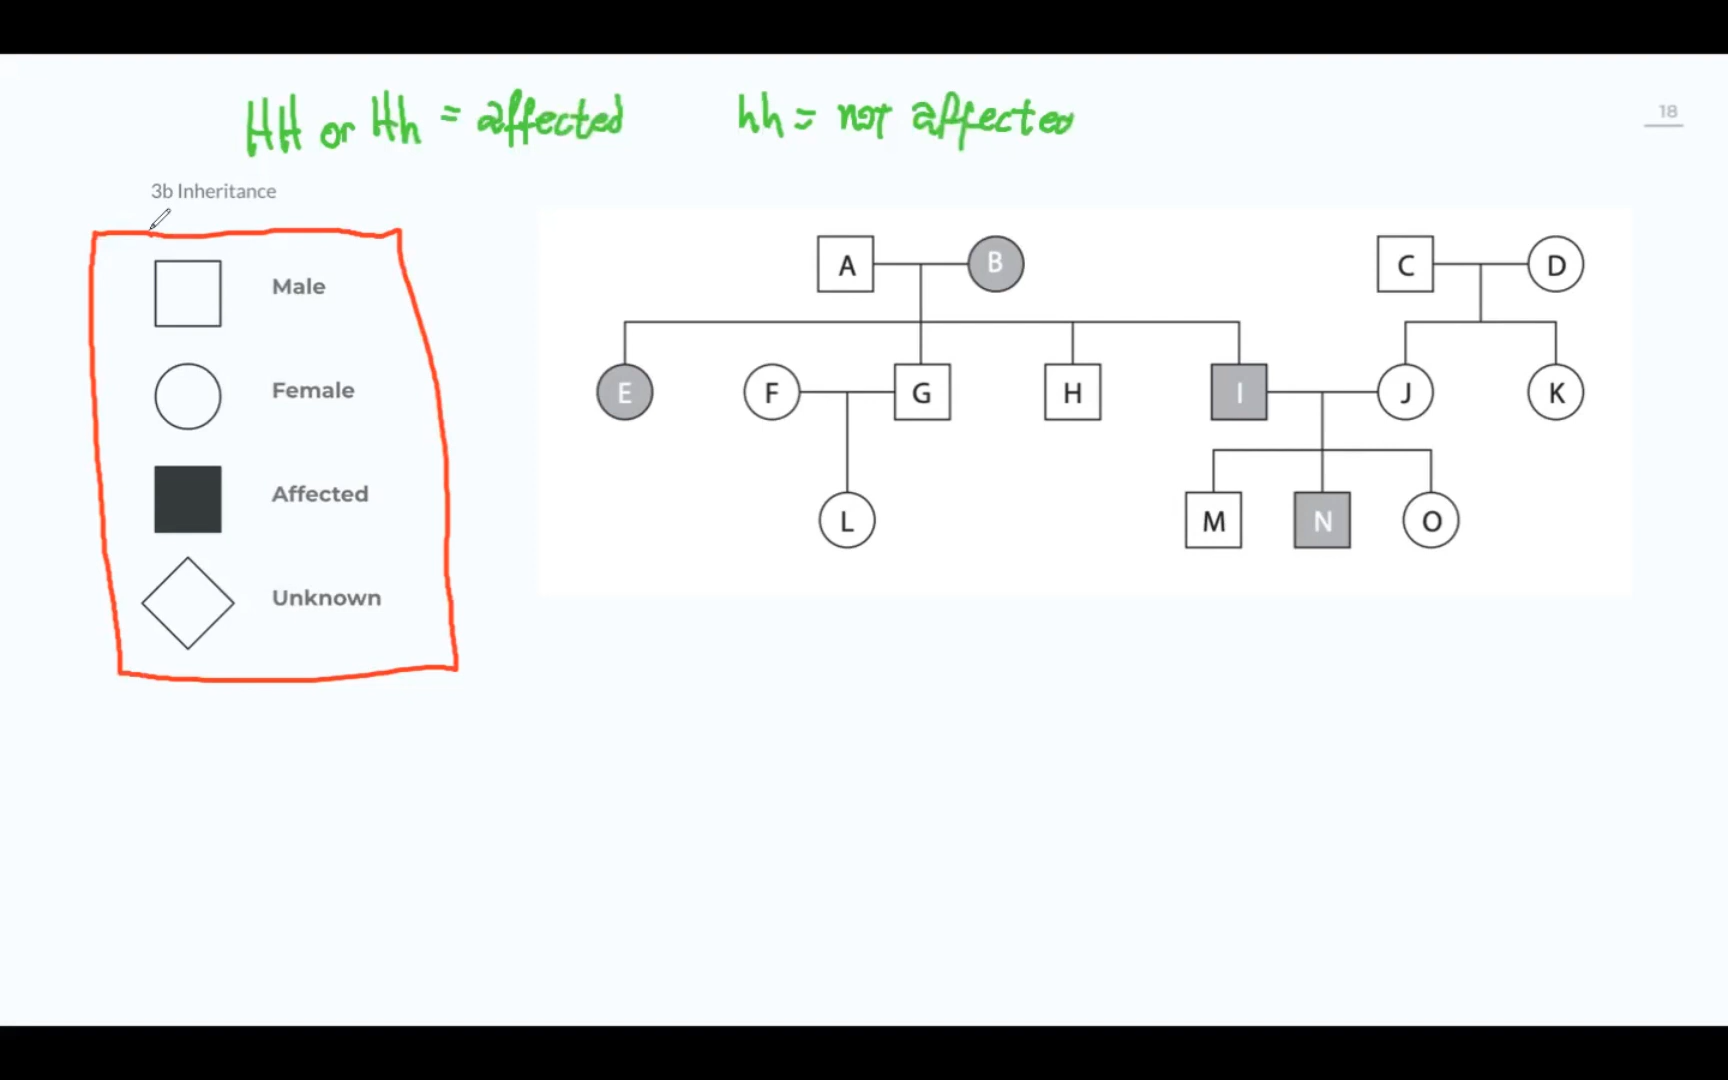 HH or Hh = affected hh = not affected
18
3b Inheritance
Male
Female
Affected
Unknown
A B C D
E F G H I J K
L M N O